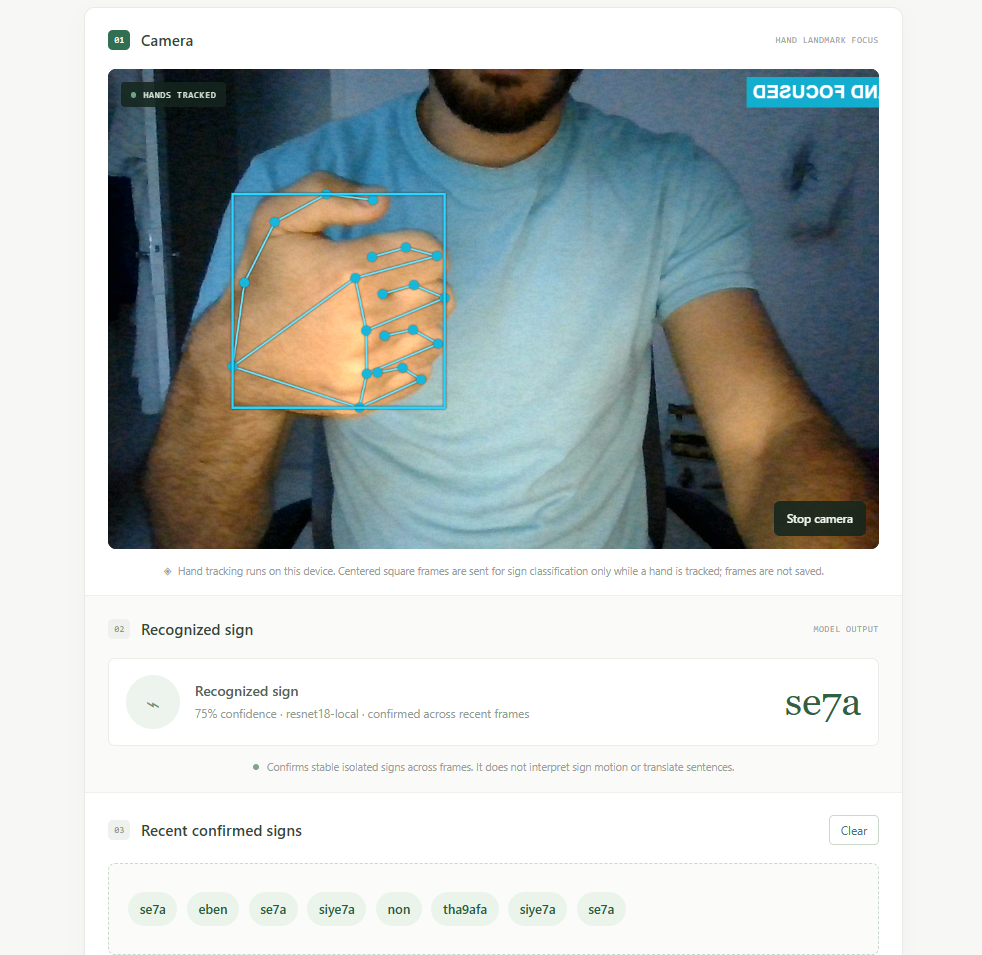 01 Camera HAND LANDMARK FOCUS
HANDS TRACKED
ND FOCUSED
Stop camera
Hand tracking runs on this device. Centered square frames are sent for sign classification only while a hand is tracked; frames are not saved.
02 Recognized sign MODEL OUTPUT
Recognized sign
75% confidence · resnet18-local · confirmed across recent frames
se7a
Confirms stable isolated signs across frames. It does not interpret sign motion or translate sentences.
03 Recent confirmed signs Clear
se7a eben se7a siye7a non tha9afa siye7a se7a